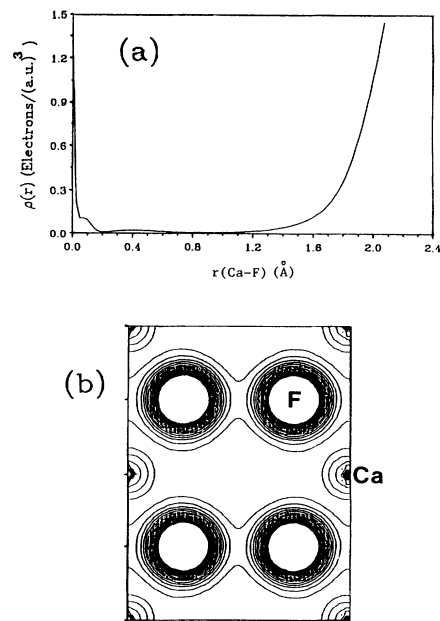 (a)
ρ(r) (Electrons/(a.u.)³
1.5
1.2
0.9
0.6
0.3
0.0
0.0 0.4 0.8 1.2 1.6 2.0 2.4
r(Ca-F) (Å)
(b)
F
Ca